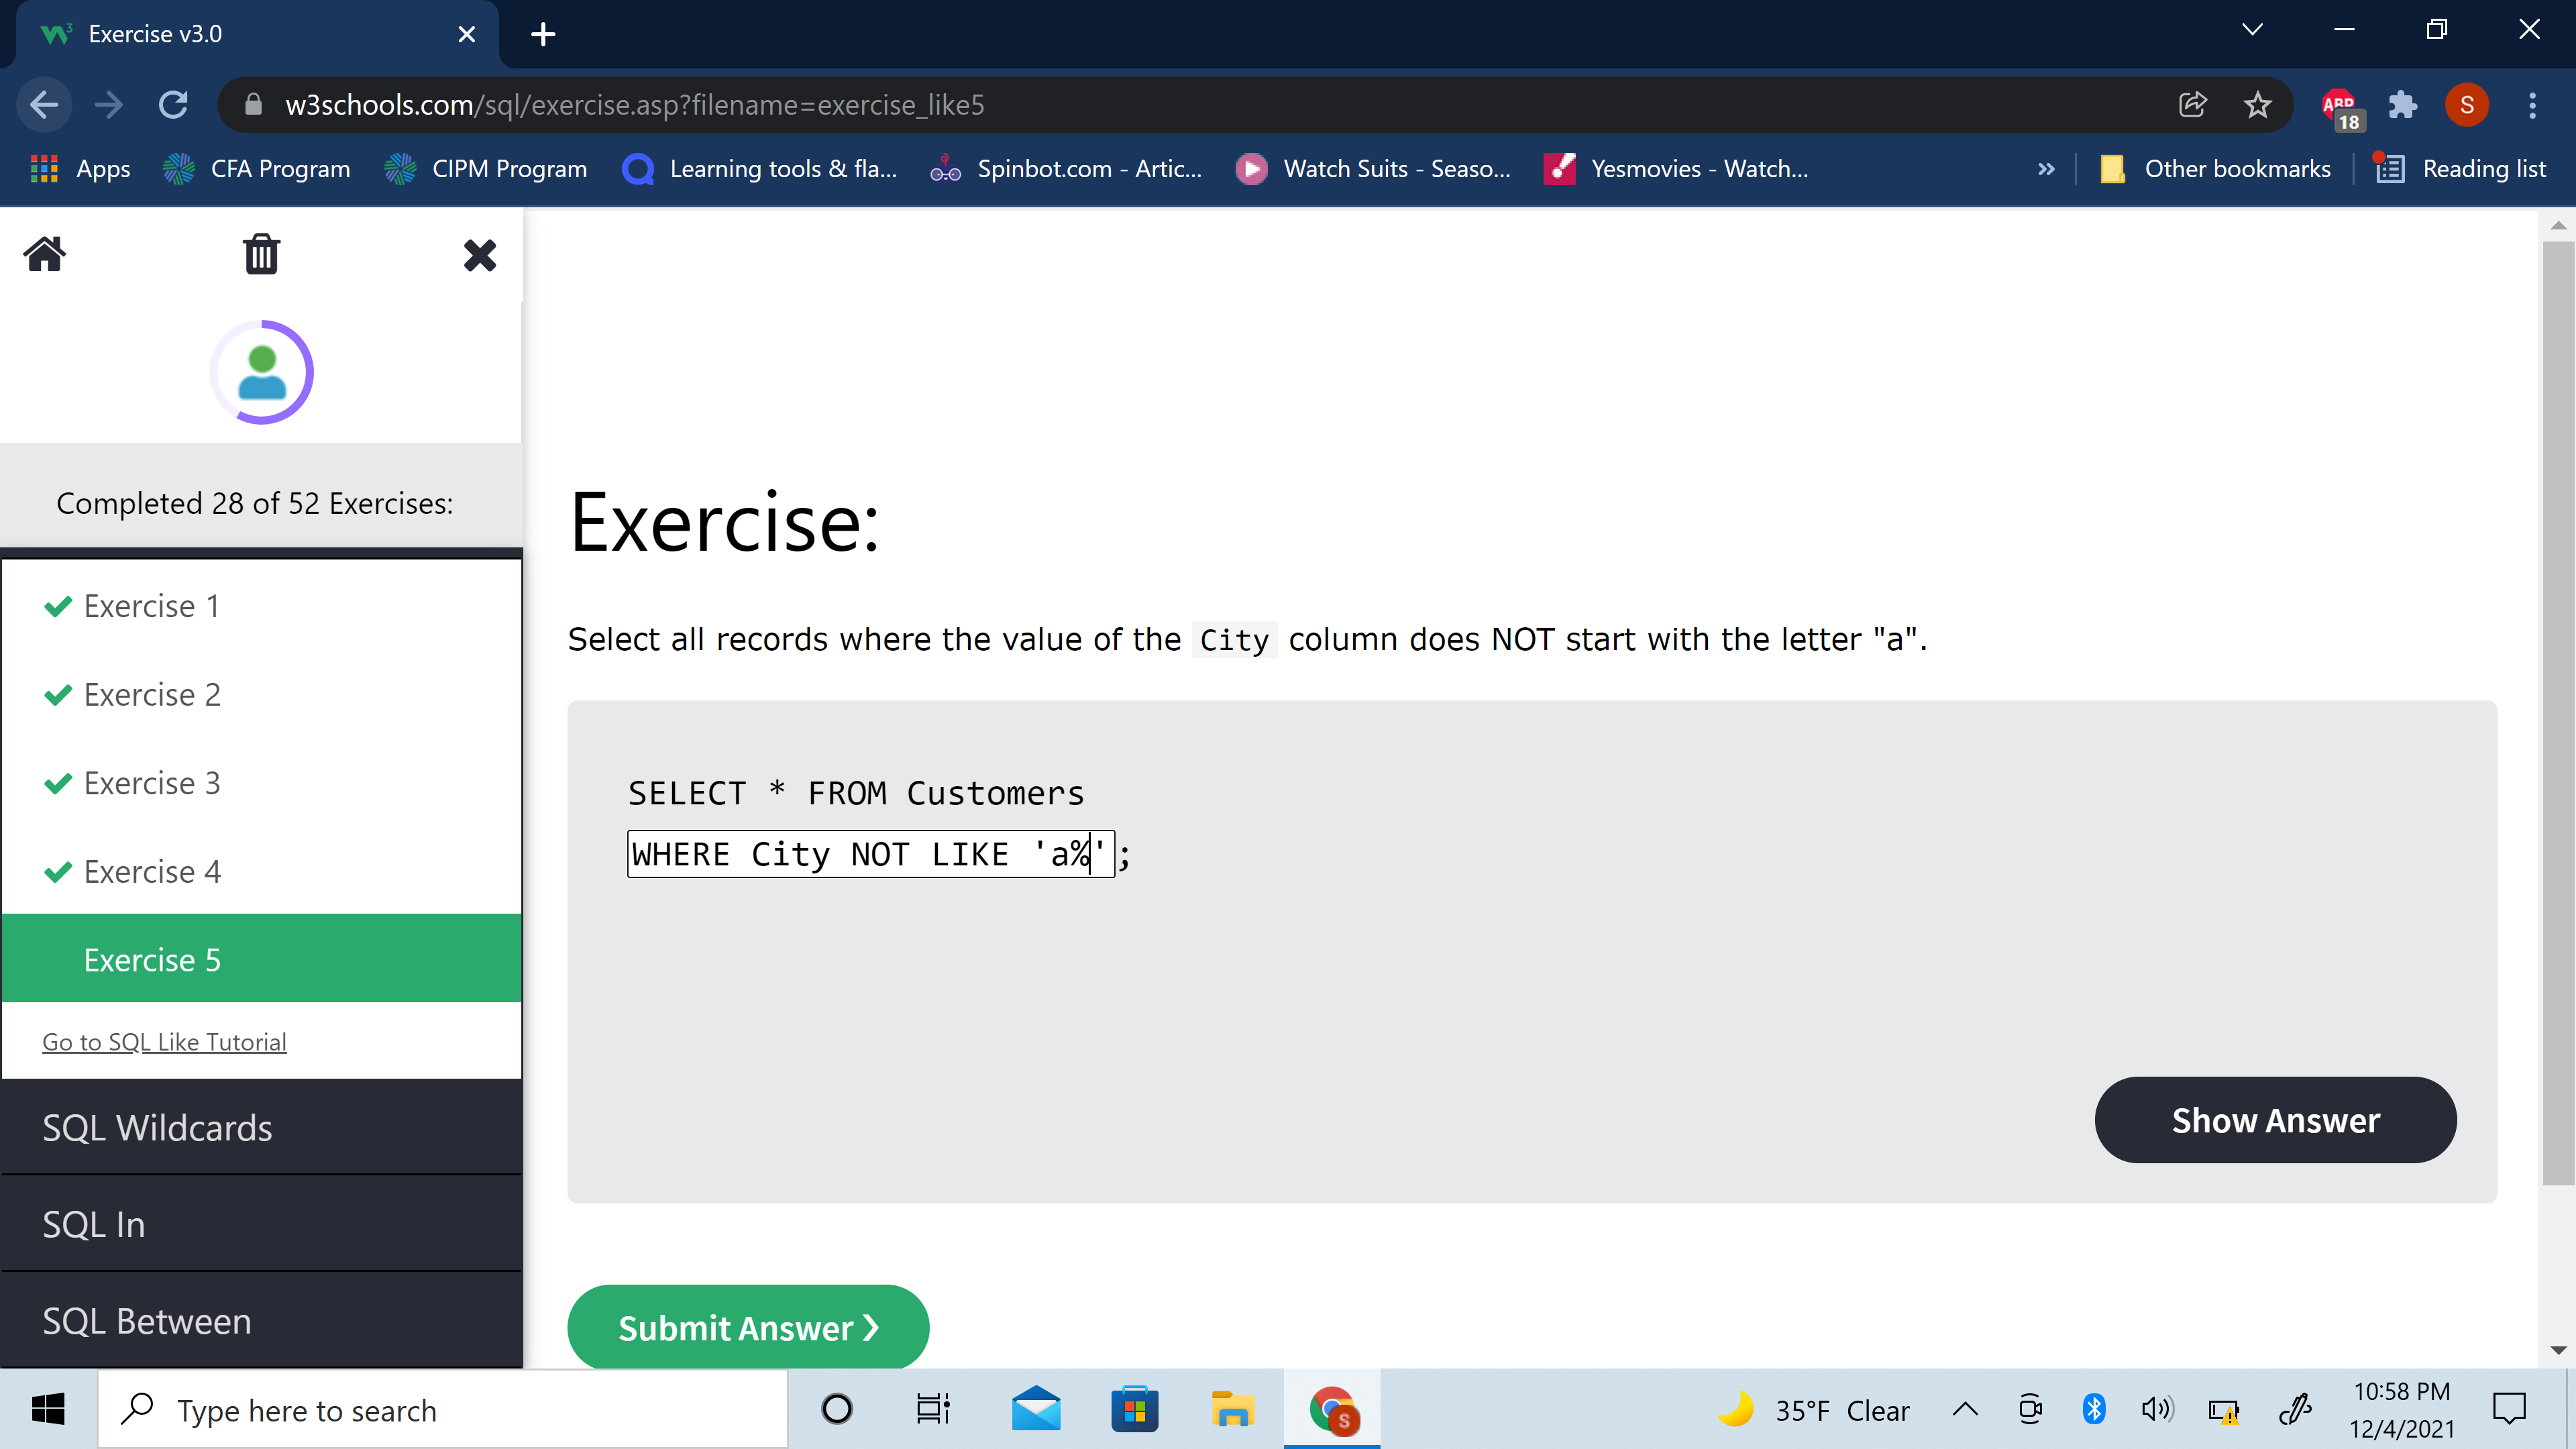 Exercise v3.0
w3schools.com/sql/exercise.asp?filename=exercise_like5
ABP
18
S
Apps
CFA Program
CIPM Program
Learning tools & fla...
Spinbot.com - Artic...
Watch Suits - Seaso...
Yesmovies - Watch...
»
Other bookmarks
Reading list
Completed 28 of 52 Exercises:
Exercise 1
Exercise 2
Exercise 3
Exercise 4
Exercise 5
Go to SQL Like Tutorial
SQL Wildcards
SQL In
SQL Between
Exercise:
Select all records where the value of the City column does NOT start with the letter "a".
SELECT * FROM Customers
WHERE City NOT LIKE 'a%';
Show Answer
Submit Answer ❯
Type here to search
S
35°F Clear
10:58 PM
12/4/2021